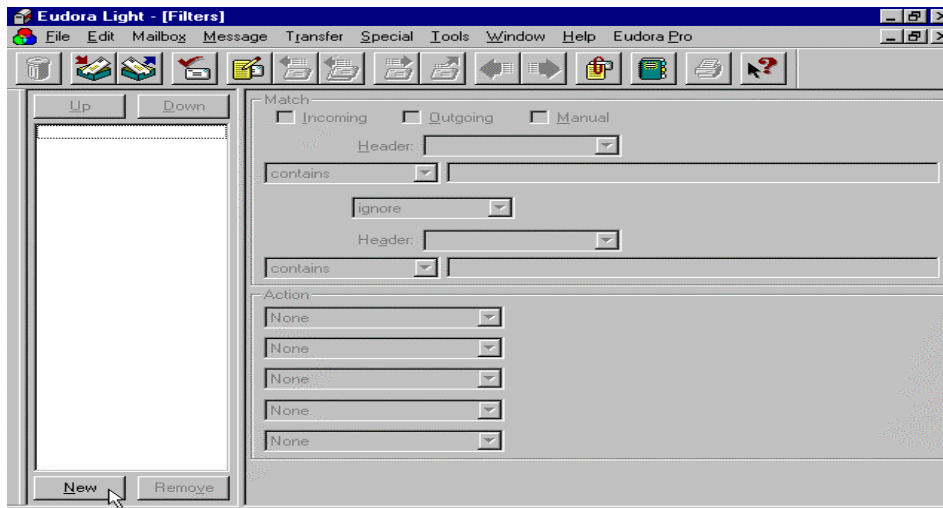 Eudora Light - [Filters]
File Edit Mailbox Message Transfer Special Tools Window Help Eudora Pro
Up Down
Match
Incoming Outgoing Manual
Header:
contains
ignore
Header:
contains
Action
None
None
None
None
None
New Remove